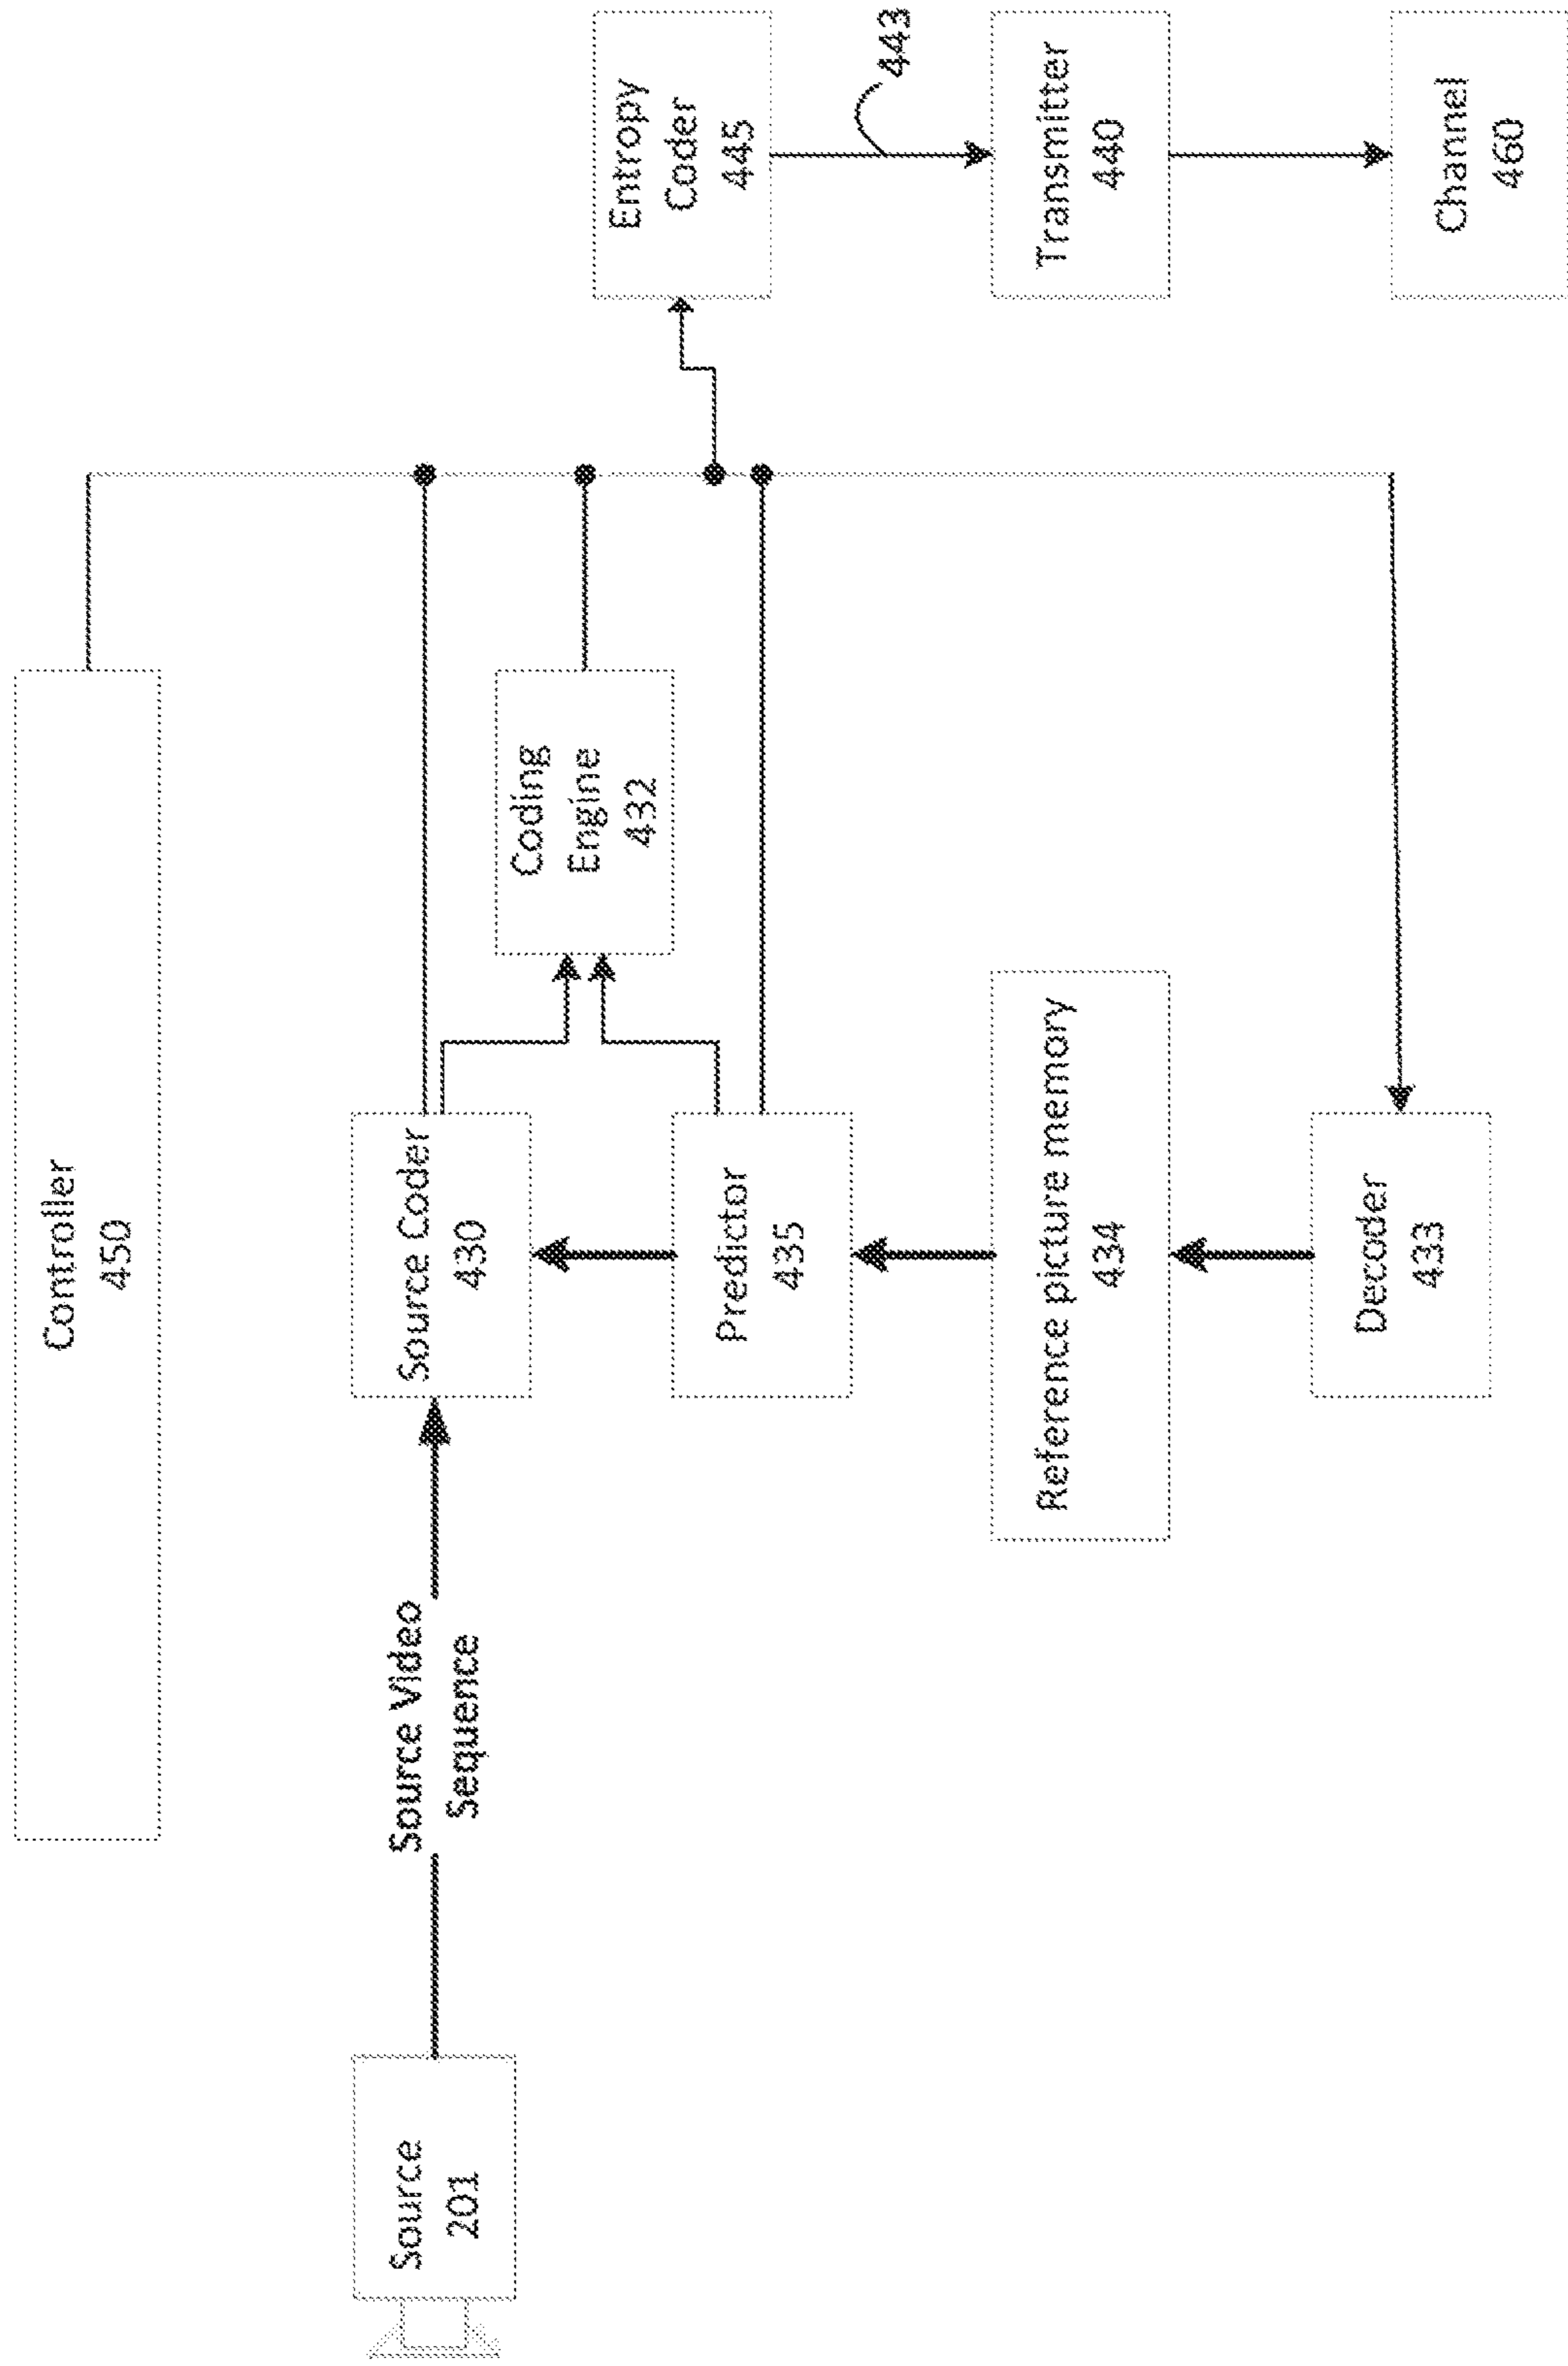 Controller
450
Source
201
Source Video
Sequence
Source Coder
430
Coding
Engine
432
Predictor
435
Reference picture memory
434
Decoder
433
Entropy
Coder
445
443
Transmitter
440
Channel
460